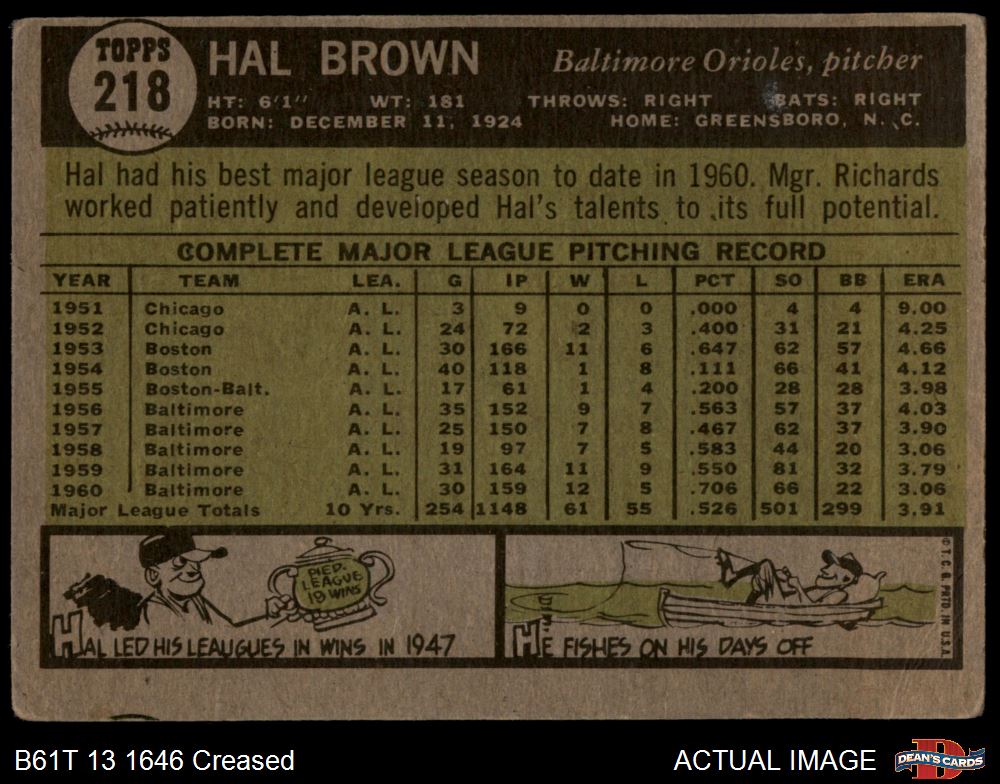 TOPPS
218
HAL BROWN Baltimore Orioles, pitcher
HT: 6'1" WT: 181 THROWS: RIGHT BATS: RIGHT
BORN: DECEMBER 11, 1924 HOME: GREENSBORO, N. C.
Hal had his best major league season to date in 1960. Mgr. Richards
worked patiently and developed Hal's talents to its full potential.
COMPLETE MAJOR LEAGUE PITCHING RECORD
YEAR TEAM LEA. G IP W L PCT SO BB ERA
1951 Chicago A. L. 3 9 0 0 .000 4 4 9.00
1952 Chicago A. L. 24 72 2 3 .400 31 21 4.25
1953 Boston A. L. 30 166 11 6 .647 62 57 4.66
1954 Boston A. L. 40 118 1 8 .111 66 41 4.12
1955 Boston-Balt. A. L. 17 61 1 4 .200 28 28 3.98
1956 Baltimore A. L. 35 152 9 7 .563 57 37 4.03
1957 Baltimore A. L. 25 150 7 8 .467 62 37 3.90
1958 Baltimore A. L. 19 97 7 5 .583 44 20 3.06
1959 Baltimore A. L. 31 164 11 9 .550 81 32 3.79
1960 Baltimore A. L. 30 159 12 5 .706 66 22 3.06
Major League Totals 10 Yrs. 254 1148 61 55 .526 501 299 3.91
PIED.
LEAGUE
19 WINS
HAL LED HIS LEAUGUES IN WINS IN 1947
HE FISHES ON HIS DAYS OFF
© T. C. G. PRTD. IN U.S.A.
B61T 13 1646 Creased ACTUAL IMAGE
DEAN'S CARDS